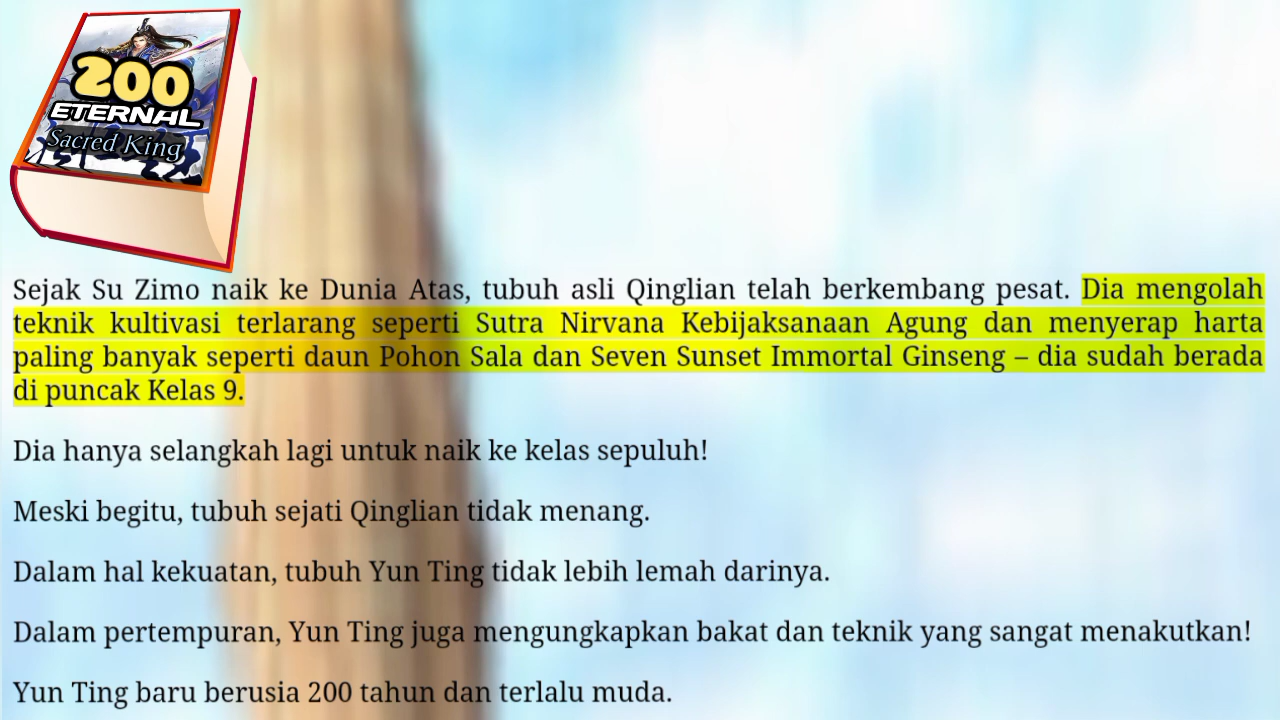 200
ETERNAL
Sacred King
Sejak Su Zimo naik ke Dunia Atas, tubuh asli Qinglian telah berkembang pesat. Dia mengolah
teknik kultivasi terlarang seperti Sutra Nirvana Kebijaksanaan Agung dan menyerap harta
paling banyak seperti daun Pohon Sala dan Seven Sunset Immortal Ginseng – dia sudah berada
di puncak Kelas 9.
Dia hanya selangkah lagi untuk naik ke kelas sepuluh!
Meski begitu, tubuh sejati Qinglian tidak menang.
Dalam hal kekuatan, tubuh Yun Ting tidak lebih lemah darinya.
Dalam pertempuran, Yun Ting juga mengungkapkan bakat dan teknik yang sangat menakutkan!
Yun Ting baru berusia 200 tahun dan terlalu muda.